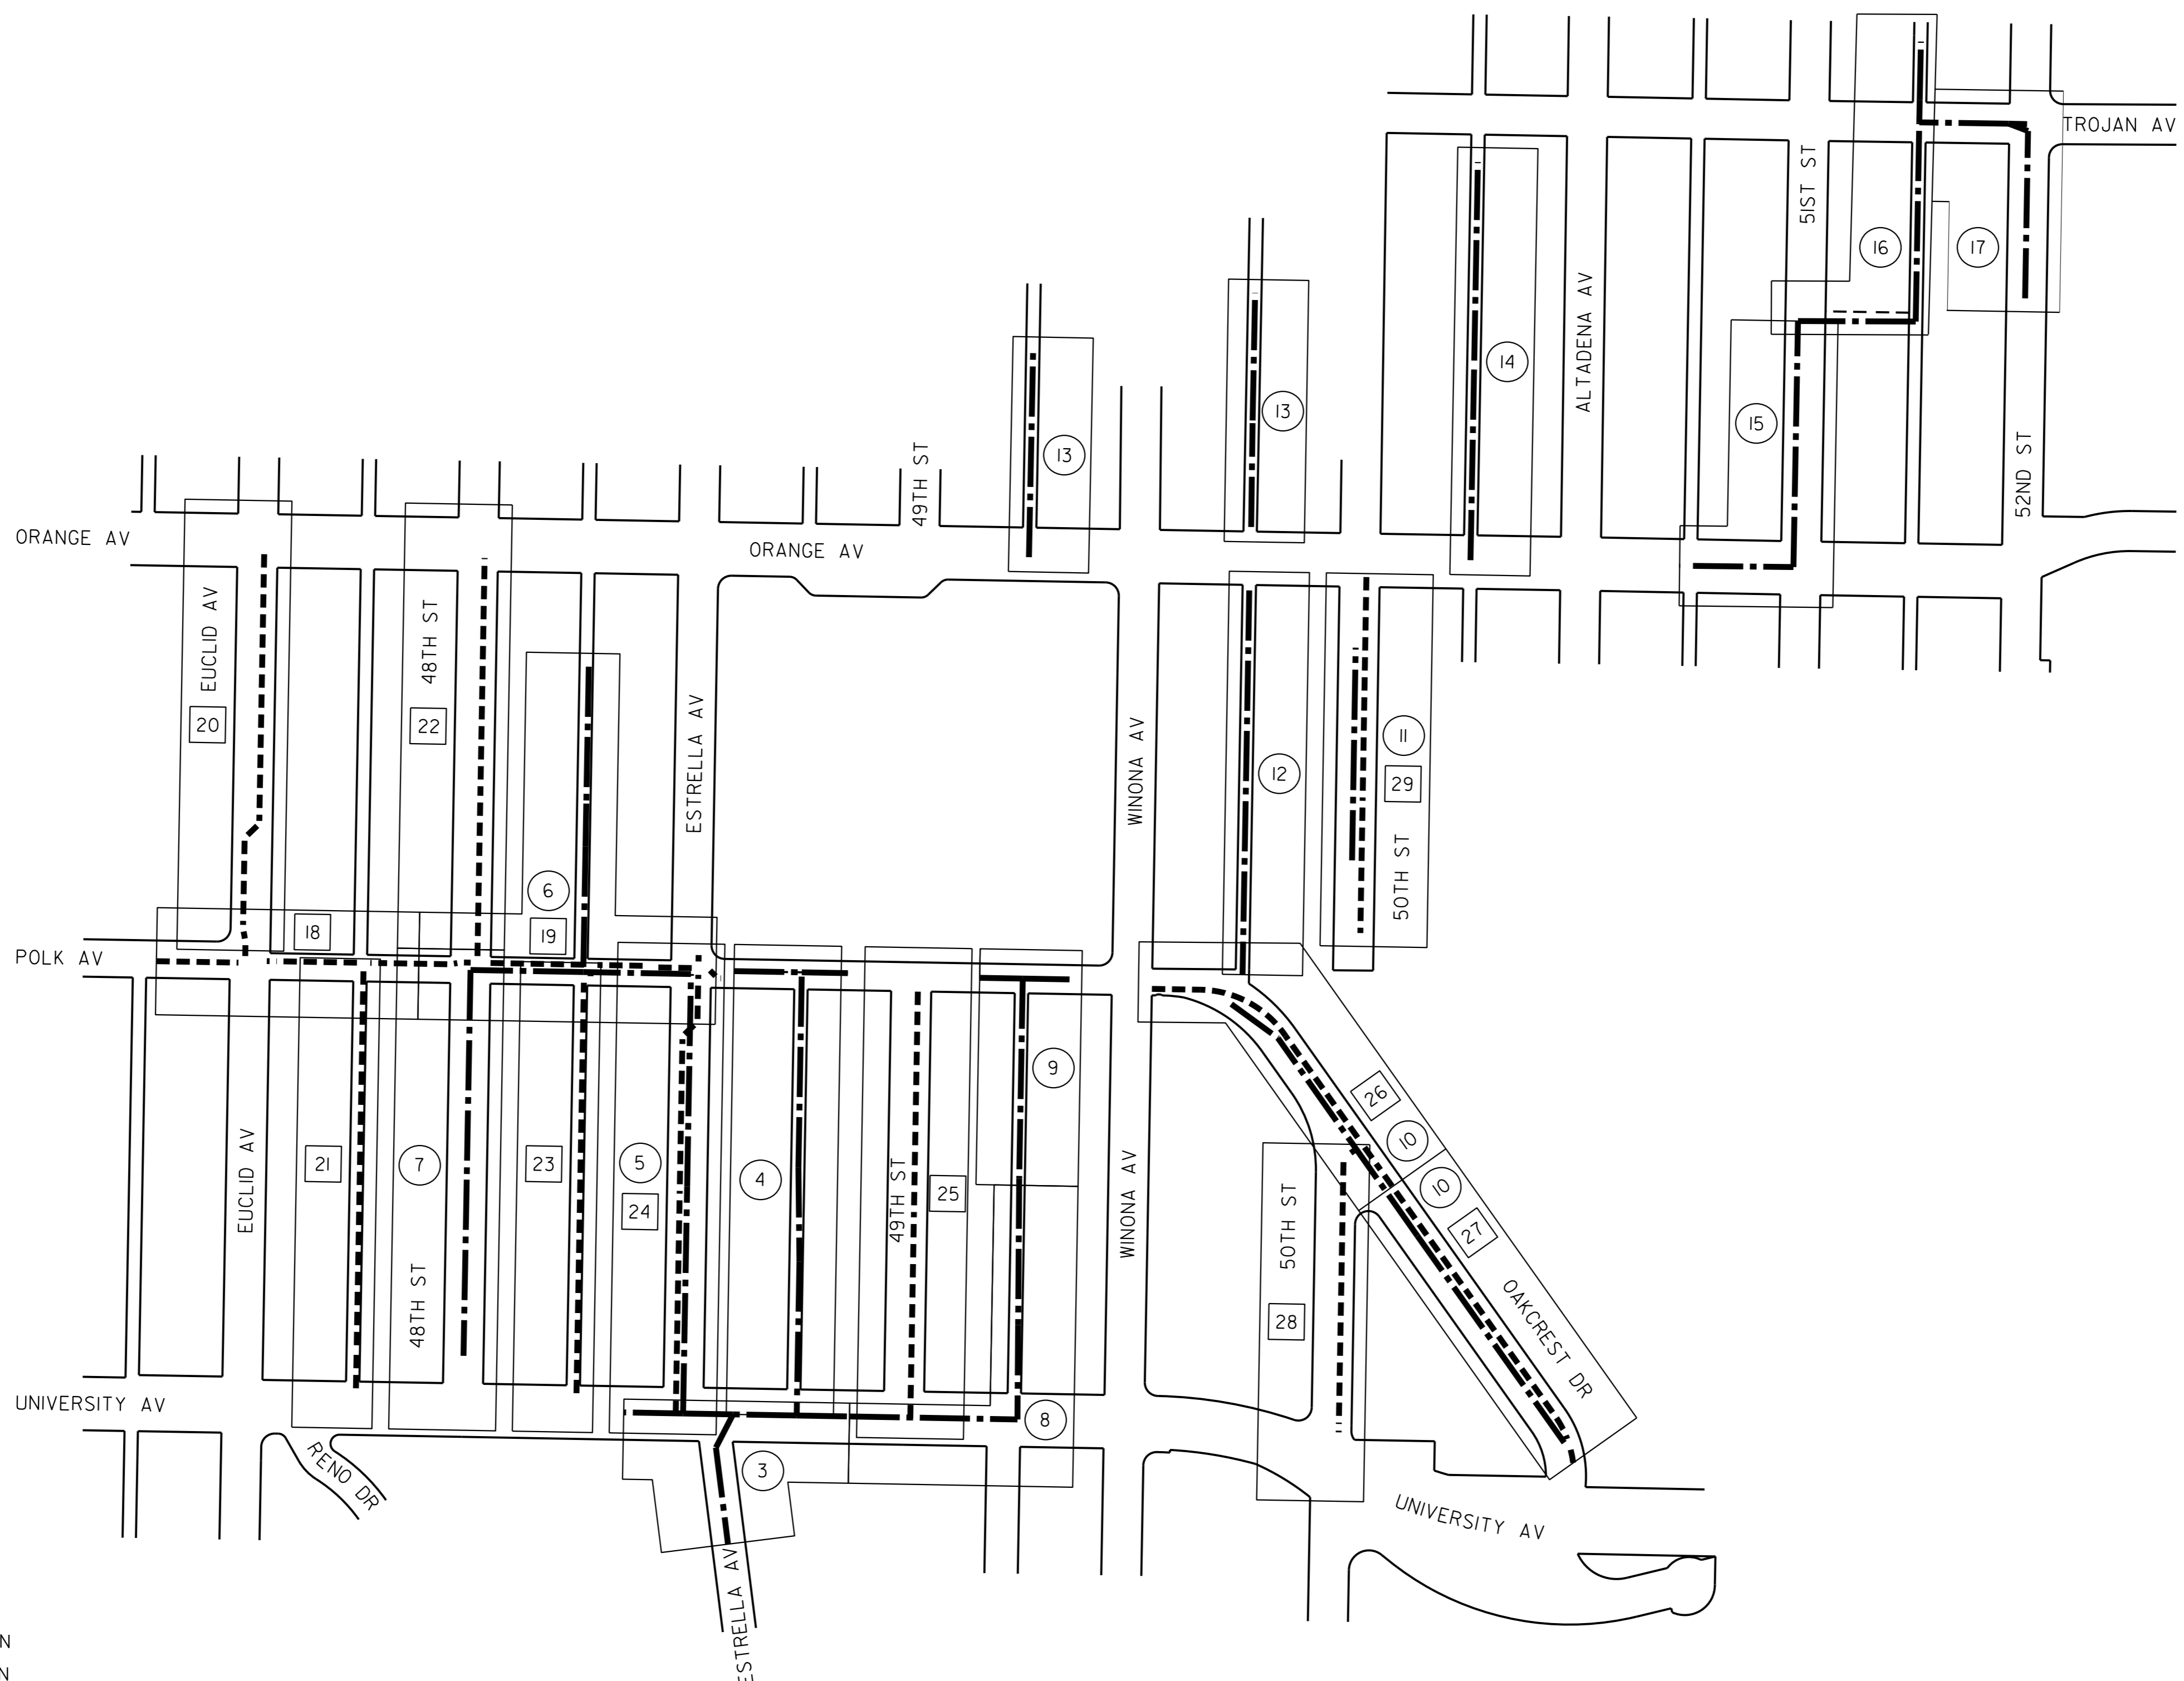 TROJAN AV
51ST ST
16
17
ALTADENA AV
14
13
15
13
49TH ST
52ND ST
ORANGE AV
ORANGE AV
EUCLID AV
48TH ST
20
22
ESTRELLA AV
WINONA AV
11
12
29
50TH ST
6
18
19
POLK AV
9
26
10
EUCLID AV
21
7
23
5
4
49TH ST
25
WINONA AV
10
24
50TH ST
27
48TH ST
28
OAKCREST DR
UNIVERSITY AV
8
RENO DR
3
UNIVERSITY AV
ESTRELLA AV
N
N